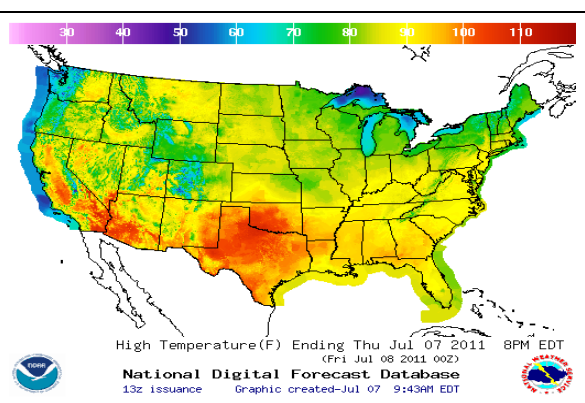 30 40 50 60 70 80 90 100 110
High Temperature(F) Ending Thu Jul 07 2011 8PM EDT
(Fri Jul 08 2011 00Z)
National Digital Forecast Database
13z issuance Graphic created-Jul 07 9:43AM EDT
NOAA